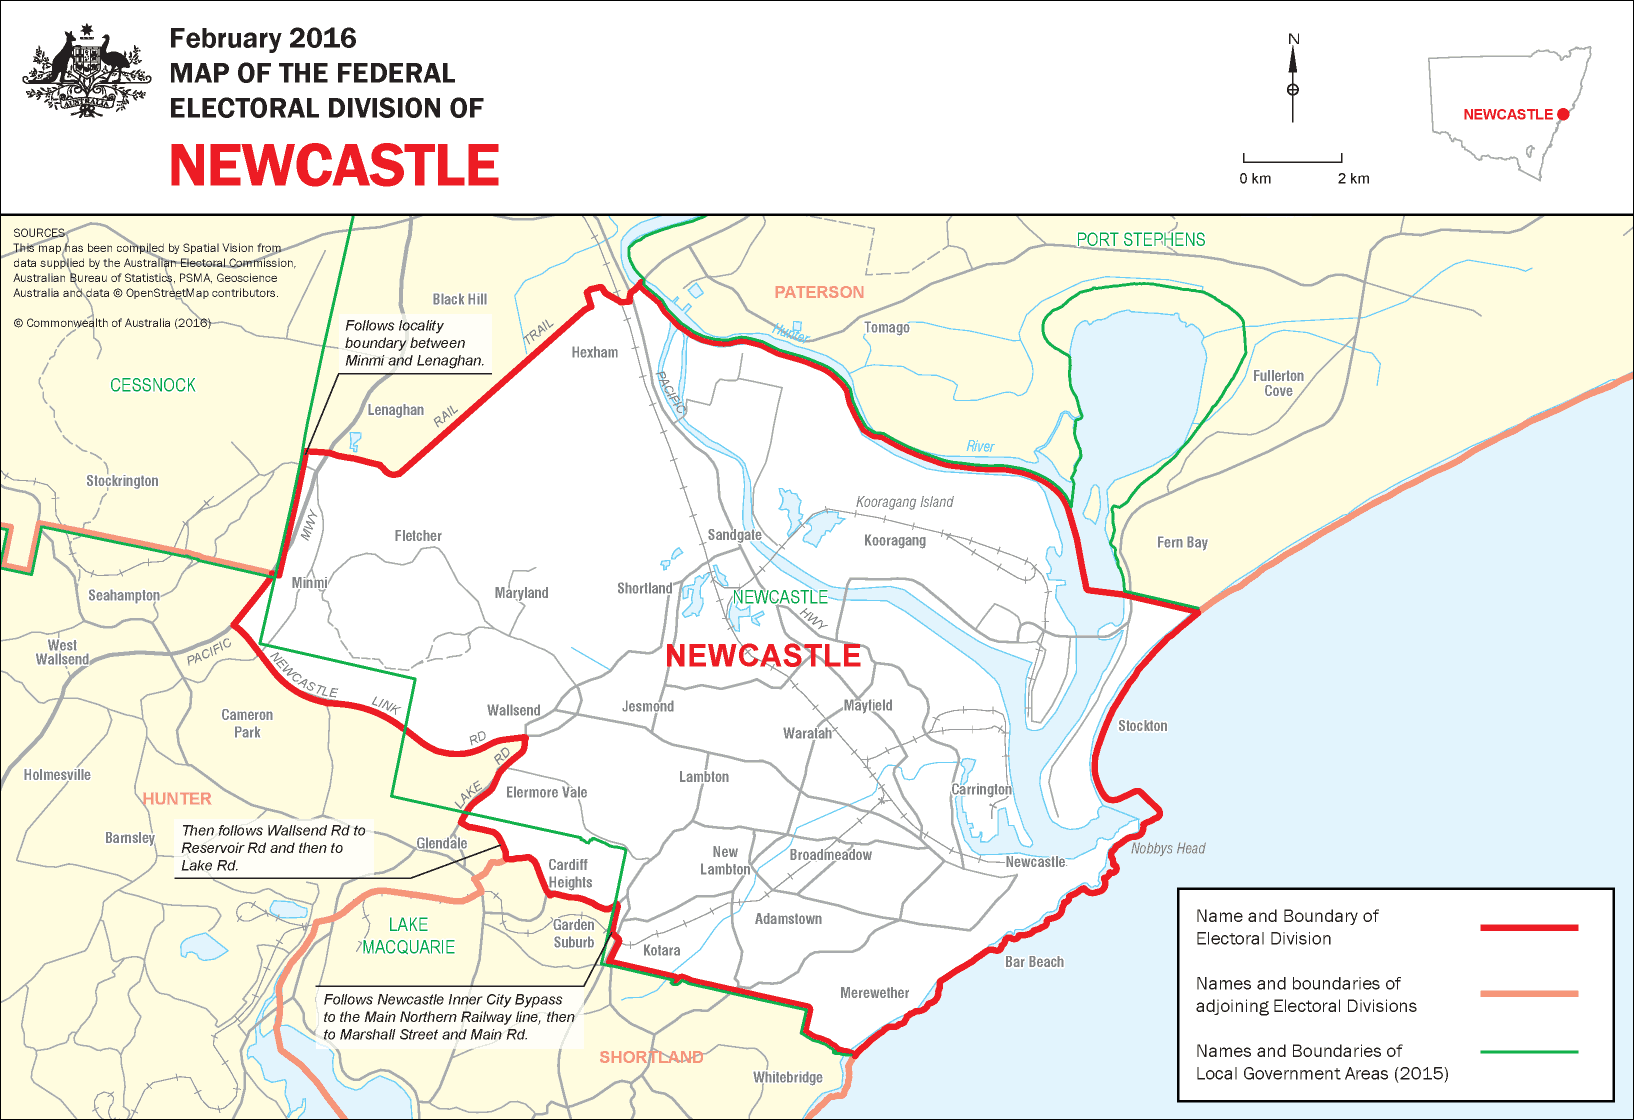 February 2016
MAP OF THE FEDERAL
ELECTORAL DIVISION OF
NEWCASTLE
AUSTRALIA
N
0 km 2 km
NEWCASTLE
SOURCES
This map has been compiled by Spatial Vision from
data supplied by the Australian Electoral Commission,
Australian Bureau of Statistics, PSMA, Geoscience
Australia and data © OpenStreetMap contributors.
© Commonwealth of Australia (2016)
PORT STEPHENS
PATERSON
Black Hill
Follows locality
boundary between
Minmi and Lenaghan.
TRAIL
Hunter
Tomago
Hexham
CESSNOCK
PACIFIC
Fullerton
Cove
Lenaghan
RAIL
River
Stockrington
Kooragang Island
MWY
Fletcher
Sandgate
Kooragang
Fern Bay
Minmi
Seahampton
Maryland
Shortland
NEWCASTLE
HWY
West
Wallsend
PACIFIC
NEWCASTLE
NEWCASTLE
LINK
Cameron
Park
Wallsend
Jesmond
Mayfield
Stockton
RD
Waralah
RD
Holmesville
HUNTER
LAKE
Ellermore Vale
Lambton
Carrington
Then follows Wallsend Rd to
Reservoir Rd and then to
Lake Rd.
Barnsley
Glendale
Cardiff
Heights
New
Lambton
Broadmeadow
Newcastle
Nobbys Head
LAKE
MACQUARIE
Garden
Suburb
Adamstown
Kotara
Bar Beach
Merewether
Follows Newcastle Inner City Bypass
to the Main Northern Railway line, then
to Marshall Street and Main Rd.
SHORTLAND
Whitebridge
Name and Boundary of
Electoral Division
Names and boundaries of
adjoining Electoral Divisions
Names and Boundaries of
Local Government Areas (2015)